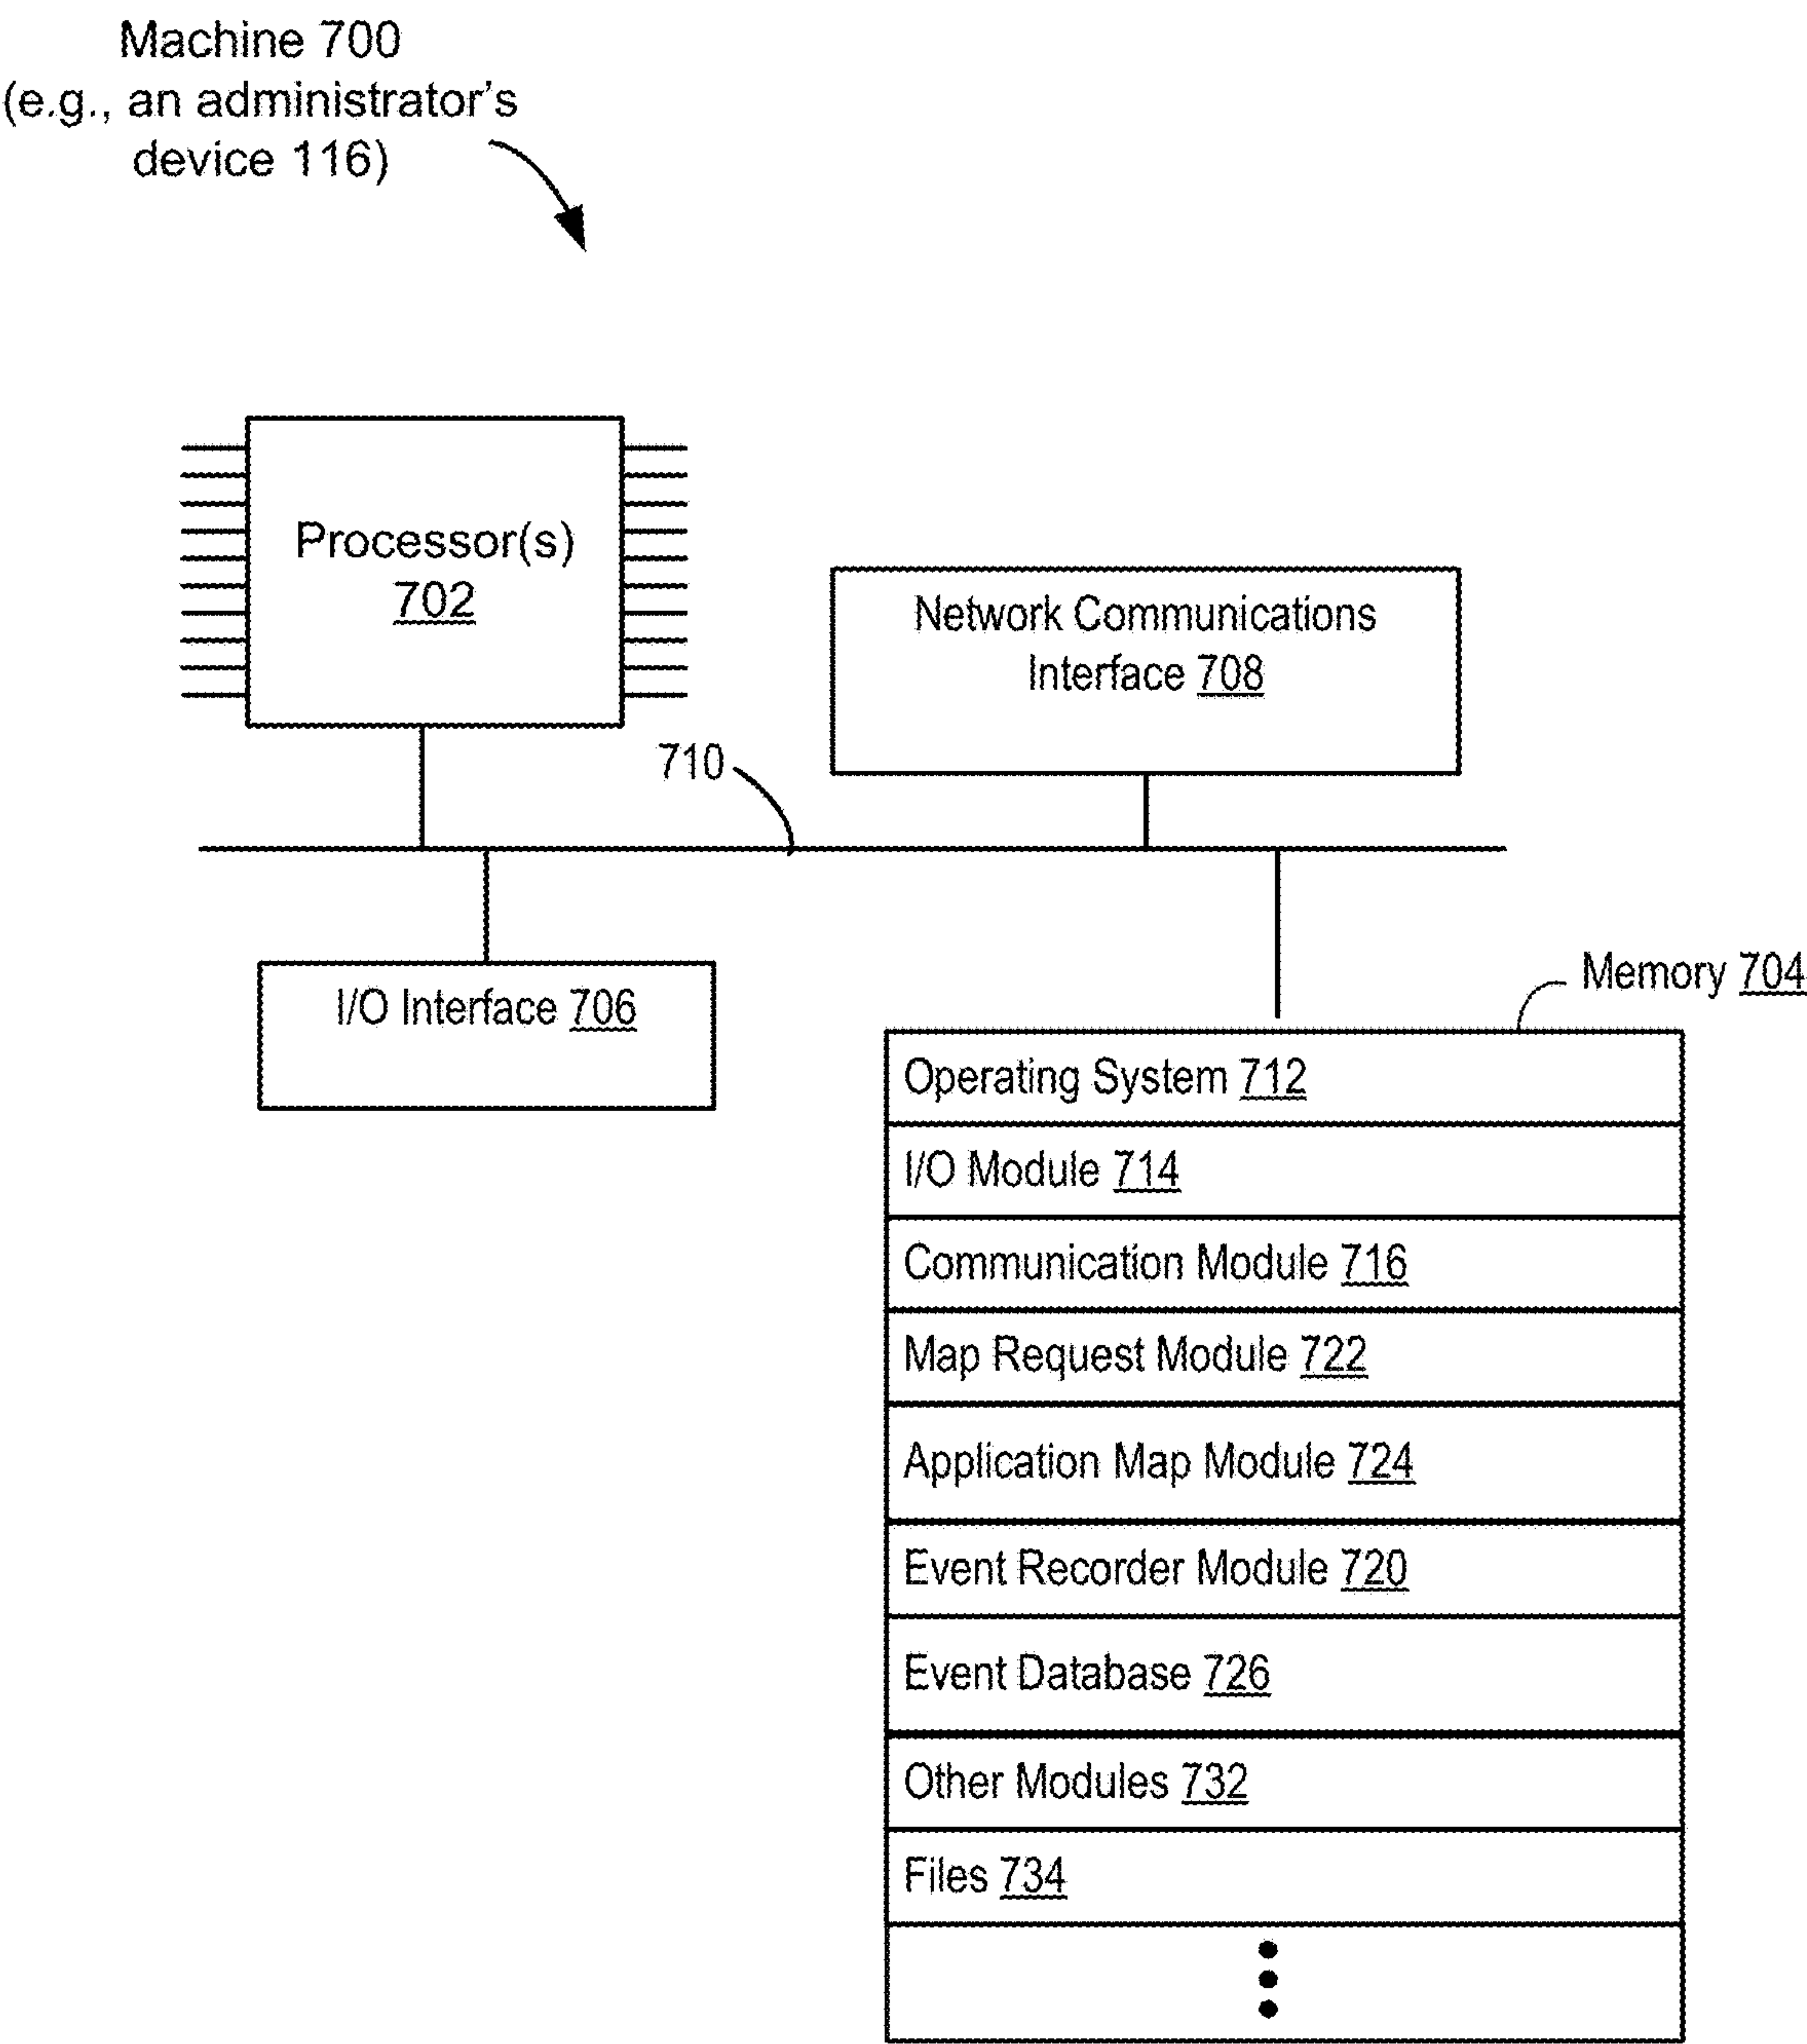 Machine 700
(e.g., an administrator's
device 116)
Processor(s)
702
Network Communications
Interface 708
710
I/O Interface 706
Memory 704
Operating System 712
I/O Module 714
Communication Module 716
Map Request Module 722
Application Map Module 724
Event Recorder Module 720
Event Database 726
Other Modules 732
Files 734